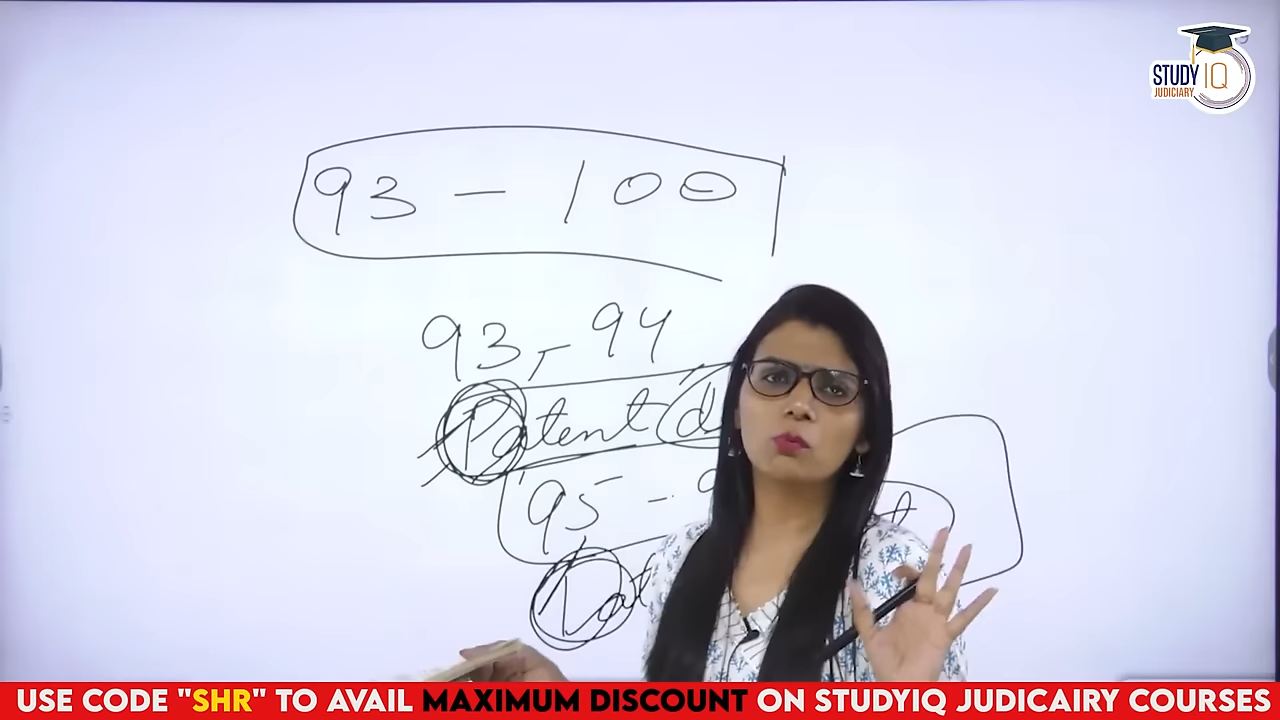 STUDY IQ
JUDICIARY
93 - 100
93, 94
Patent
95 -
USE CODE "SHR" TO AVAIL MAXIMUM DISCOUNT ON STUDYIQ JUDICAIRY COURSES